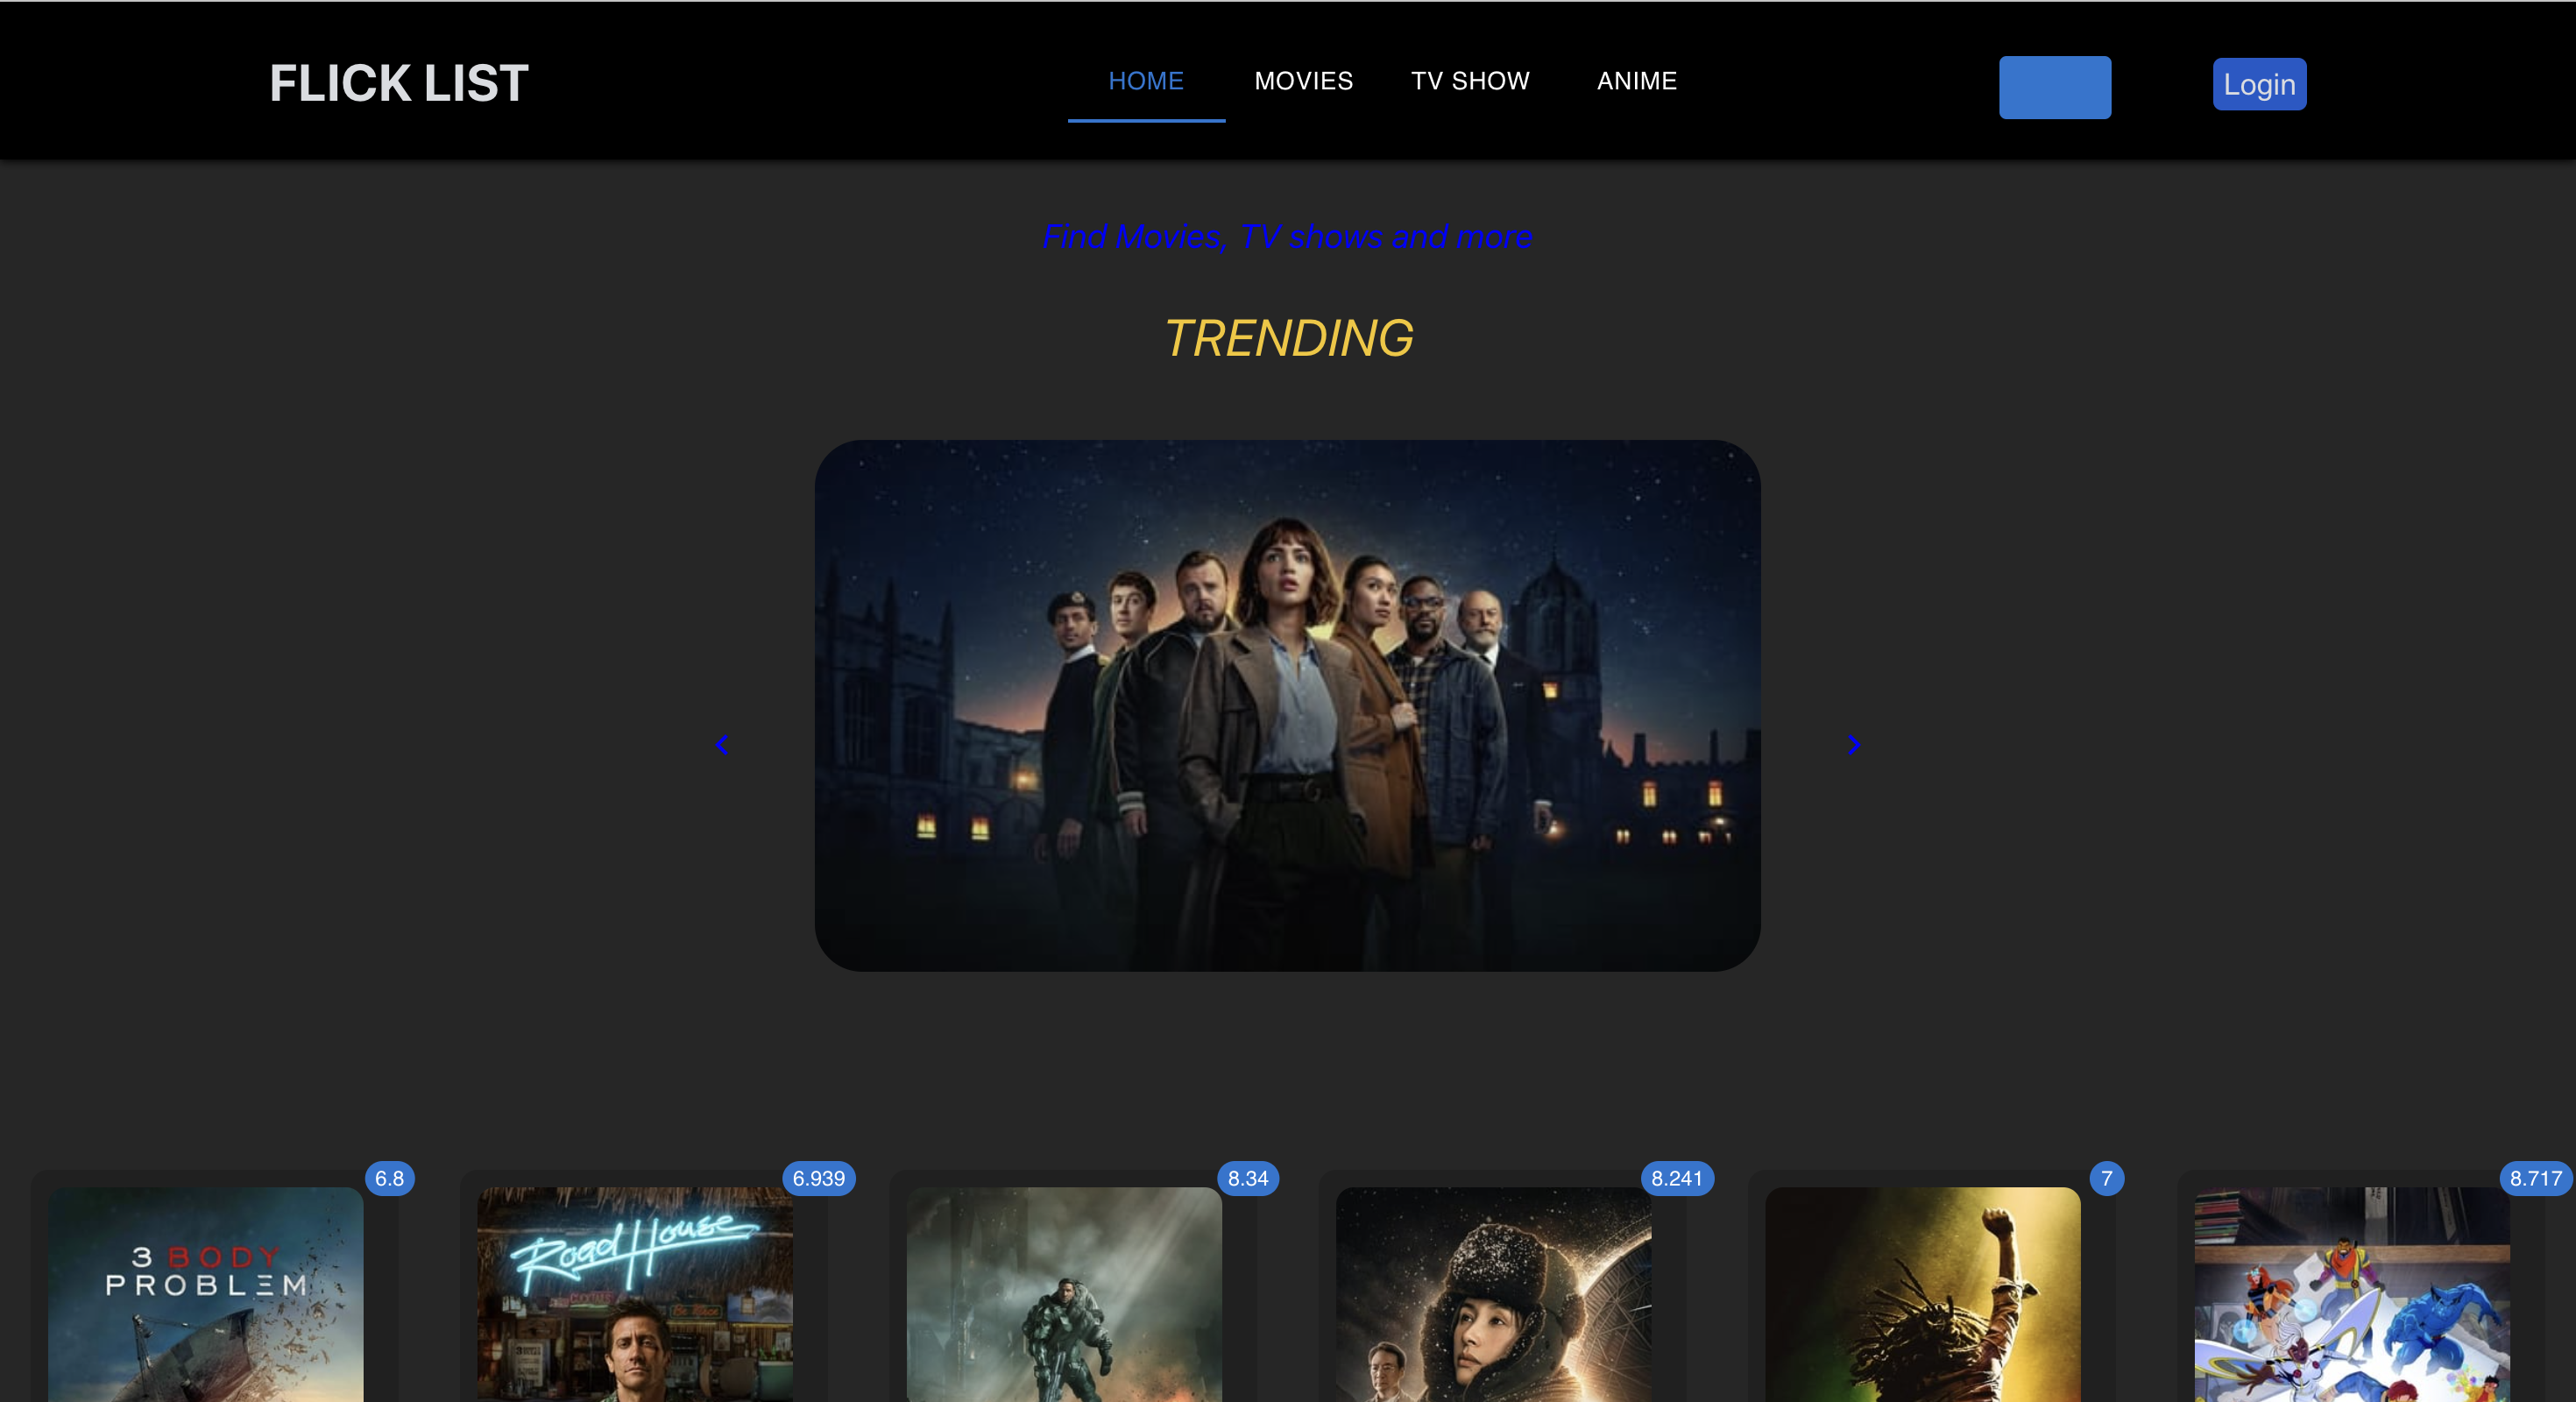 FLICK LIST
HOME MOVIES TV SHOW ANIME
Login
Find Movies, TV shows and more
TRENDING
6.8
6.939
8.34
8.241
7
8.717
3 BODY
PROBLEM
Road House